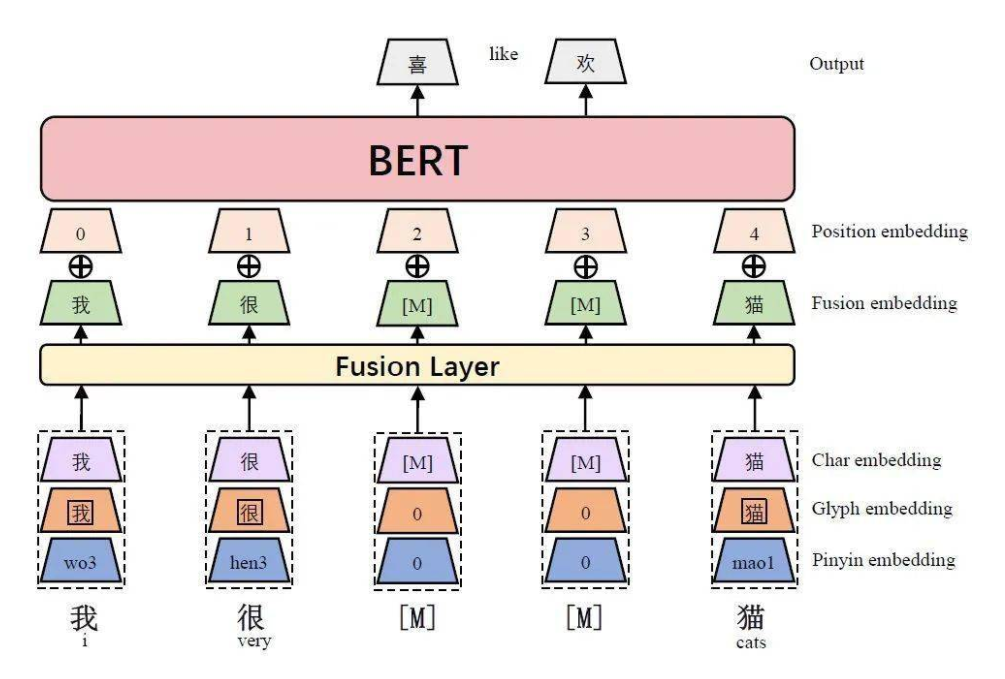 喜 like 欢 Output
BERT
0 1 2 3 4 Position embedding
我 很 [M] [M] 猫 Fusion embedding
Fusion Layer
我 很 [M] [M] 猫 Char embedding
我 很 0 0 猫 Glyph embedding
wo3 hen3 0 0 mao1 Pinyin embedding
我 很 [M] [M] 猫
i very cats